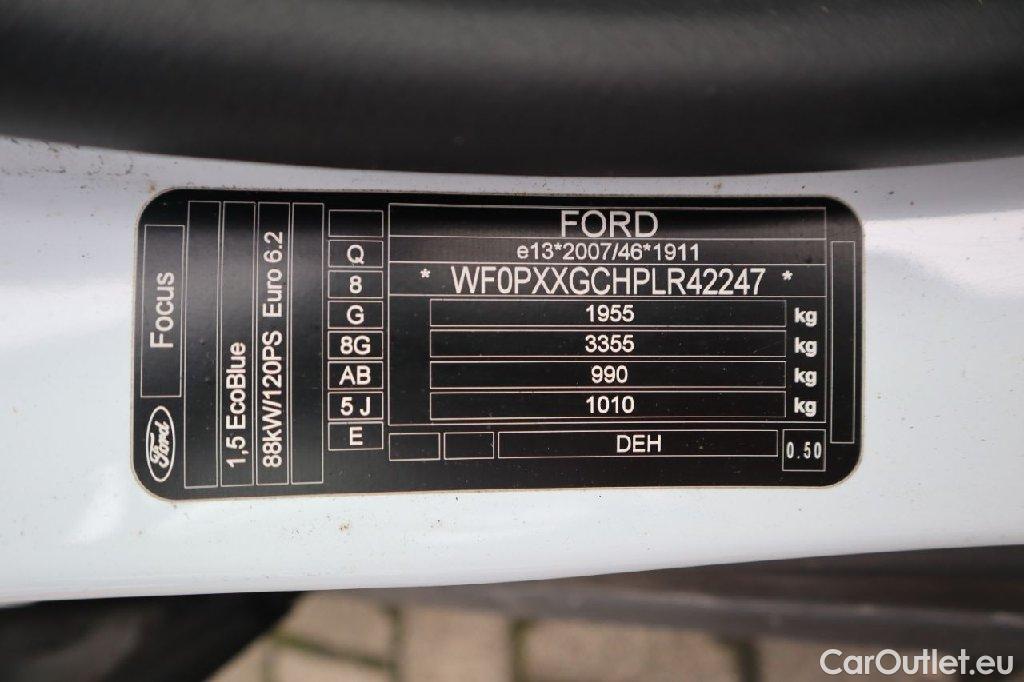 FORD
e13*2007/46*1911
* WF0PXXGCHPLR42247 *
1955 kg
3355 kg
990 kg
1010 kg
DEH
0.50
Q
8
G
8G
AB
5 J
E
Focus
Ford
1,5 EcoBlue
88kW/120PS Euro 6.2
CarOutlet.eu